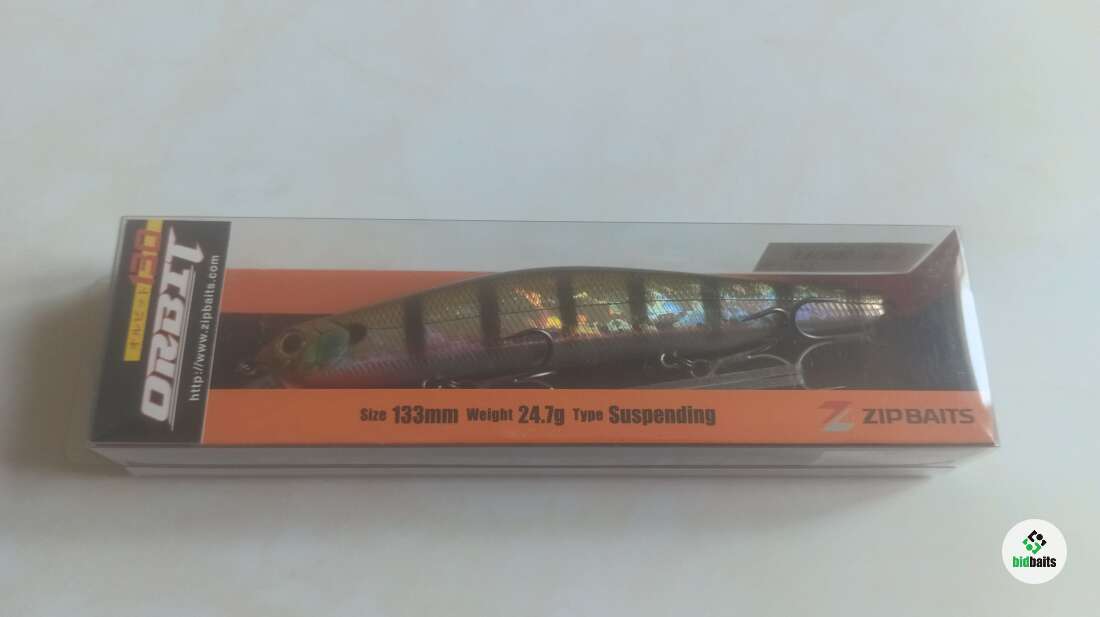 オルビット
ORBIT
http://www.zipbaits.com
Size 133mm Weight 24.7g Type Suspending
ZIPBAITS
bidbaits